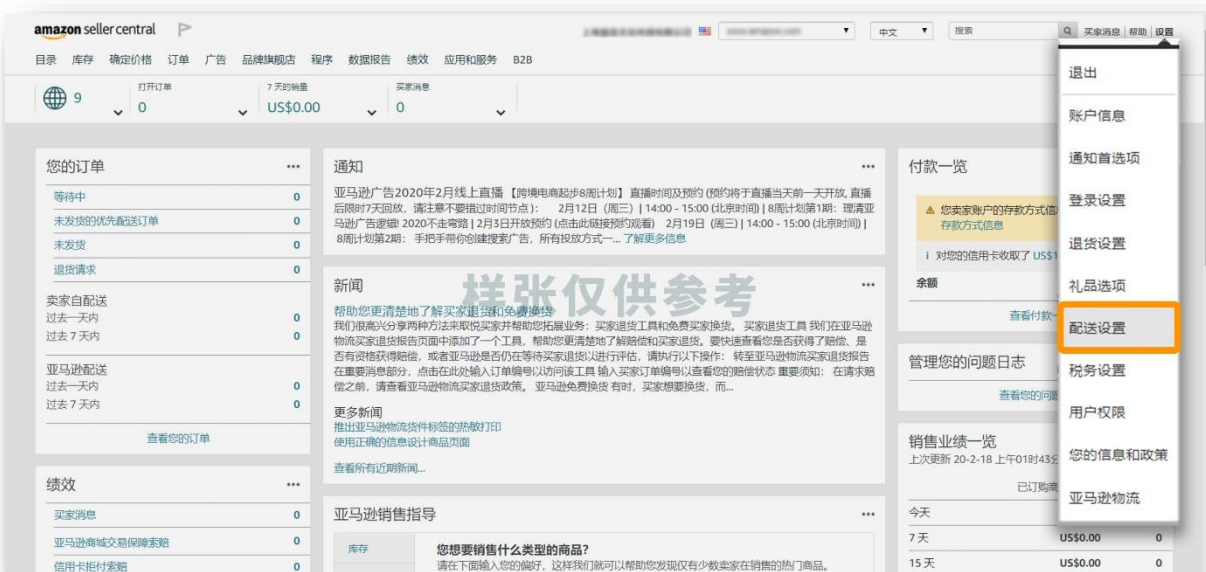 amazon seller central
中文
搜索
买家消息 | 帮助 | 设置
目录 库存 确定价格 订单 广告 品牌旗舰店 程序 数据报告 绩效 应用和服务 B2B
9
打开订单
0
7 天的销量
US$0.00
买家消息
0
退出
账户信息
通知首选项
登录设置
退货设置
礼品选项
配送设置
税务设置
用户权限
您的信息和政策
亚马逊物流
您的订单
等待中 0
未发货的优先配送订单 0
未发货 0
退货请求 0
卖家自配送
过去一天内 0
过去 7 天内 0
亚马逊配送
过去一天内 0
过去 7 天内 0
查看您的订单
绩效
买家消息 0
亚马逊商城交易保障索赔 0
信用卡拒付索赔 0
通知
亚马逊广告2020年2月线上直播 【跨境电商起步8周计划】 直播时间及预约 (预约将于直播当天前一天开放, 直播
后限时7天回放, 请注意不要错过时间节点) : 2月12日 (周三) | 14:00 - 15:00 (北京时间) | 8周计划第1期: 理清亚
马逊广告逻辑! 2020不走弯路 | 2月3日开放预约 (点击此链接预约观看) 2月19日 (周三) | 14:00 - 15:00 (北京时间) |
8周计划第2期: 手把手带你创建搜索广告, 所有投放方式一... 了解更多信息
新闻
样张仅供参考
帮助您更清楚地了解买家退货和免费换货
我们很高兴分享两种方法来取悦买家并帮助您拓展业务: 买家退货工具和免费买家换货。 买家退货工具 我们在亚马逊
物流买家退货报告页面中添加了一个工具, 帮助您更清楚地了解赔偿和买家退货。要快速查看您是否获得了赔偿、是
否有资格获得赔偿, 或者亚马逊是否仍在等待买家退货以进行评估, 请执行以下操作: 转至亚马逊物流买家退货报告
在重要消息部分, 点击在此处输入订单编号以访问该工具 输入买家订单编号以查看您的赔偿状态 重要须知: 在请求赔
偿之前, 请查看亚马逊物流买家退货政策。 亚马逊免费换货 有时, 买家想要换货, 而...
更多新闻
推出亚马逊物流货件标签的热敏打印
使用正确的信息设计商品页面
查看所有近期新闻...
亚马逊销售指导
库存
您想要销售什么类型的商品?
请在下面输入您的偏好, 这样我们就可以帮助您发现仅有少数卖家在销售的热门商品。
付款一览
您卖家账户的存款方式信
存款方式信息
对您的信用卡收取了 US$1
余额
查看付款一
管理您的问题日志
查看您的问题
销售业绩一览
上次更新 20-2-18 上午01时43分
已订购商
今天
7 天 US$0.00 0
15 天 US$0.00 0